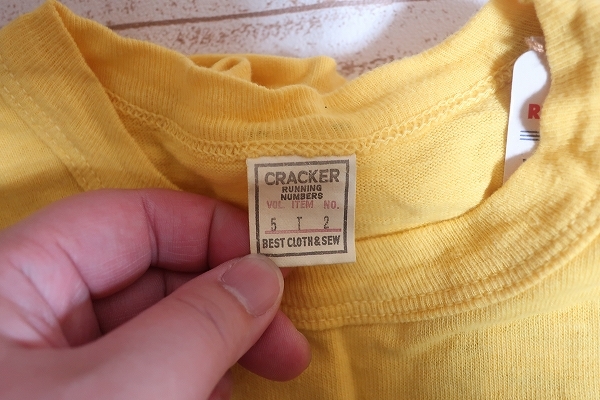 CRACKER
RUNNING
NUMBERS
VOL. ITEM NO.
5 T 2
BEST CLOTH & SEW
R